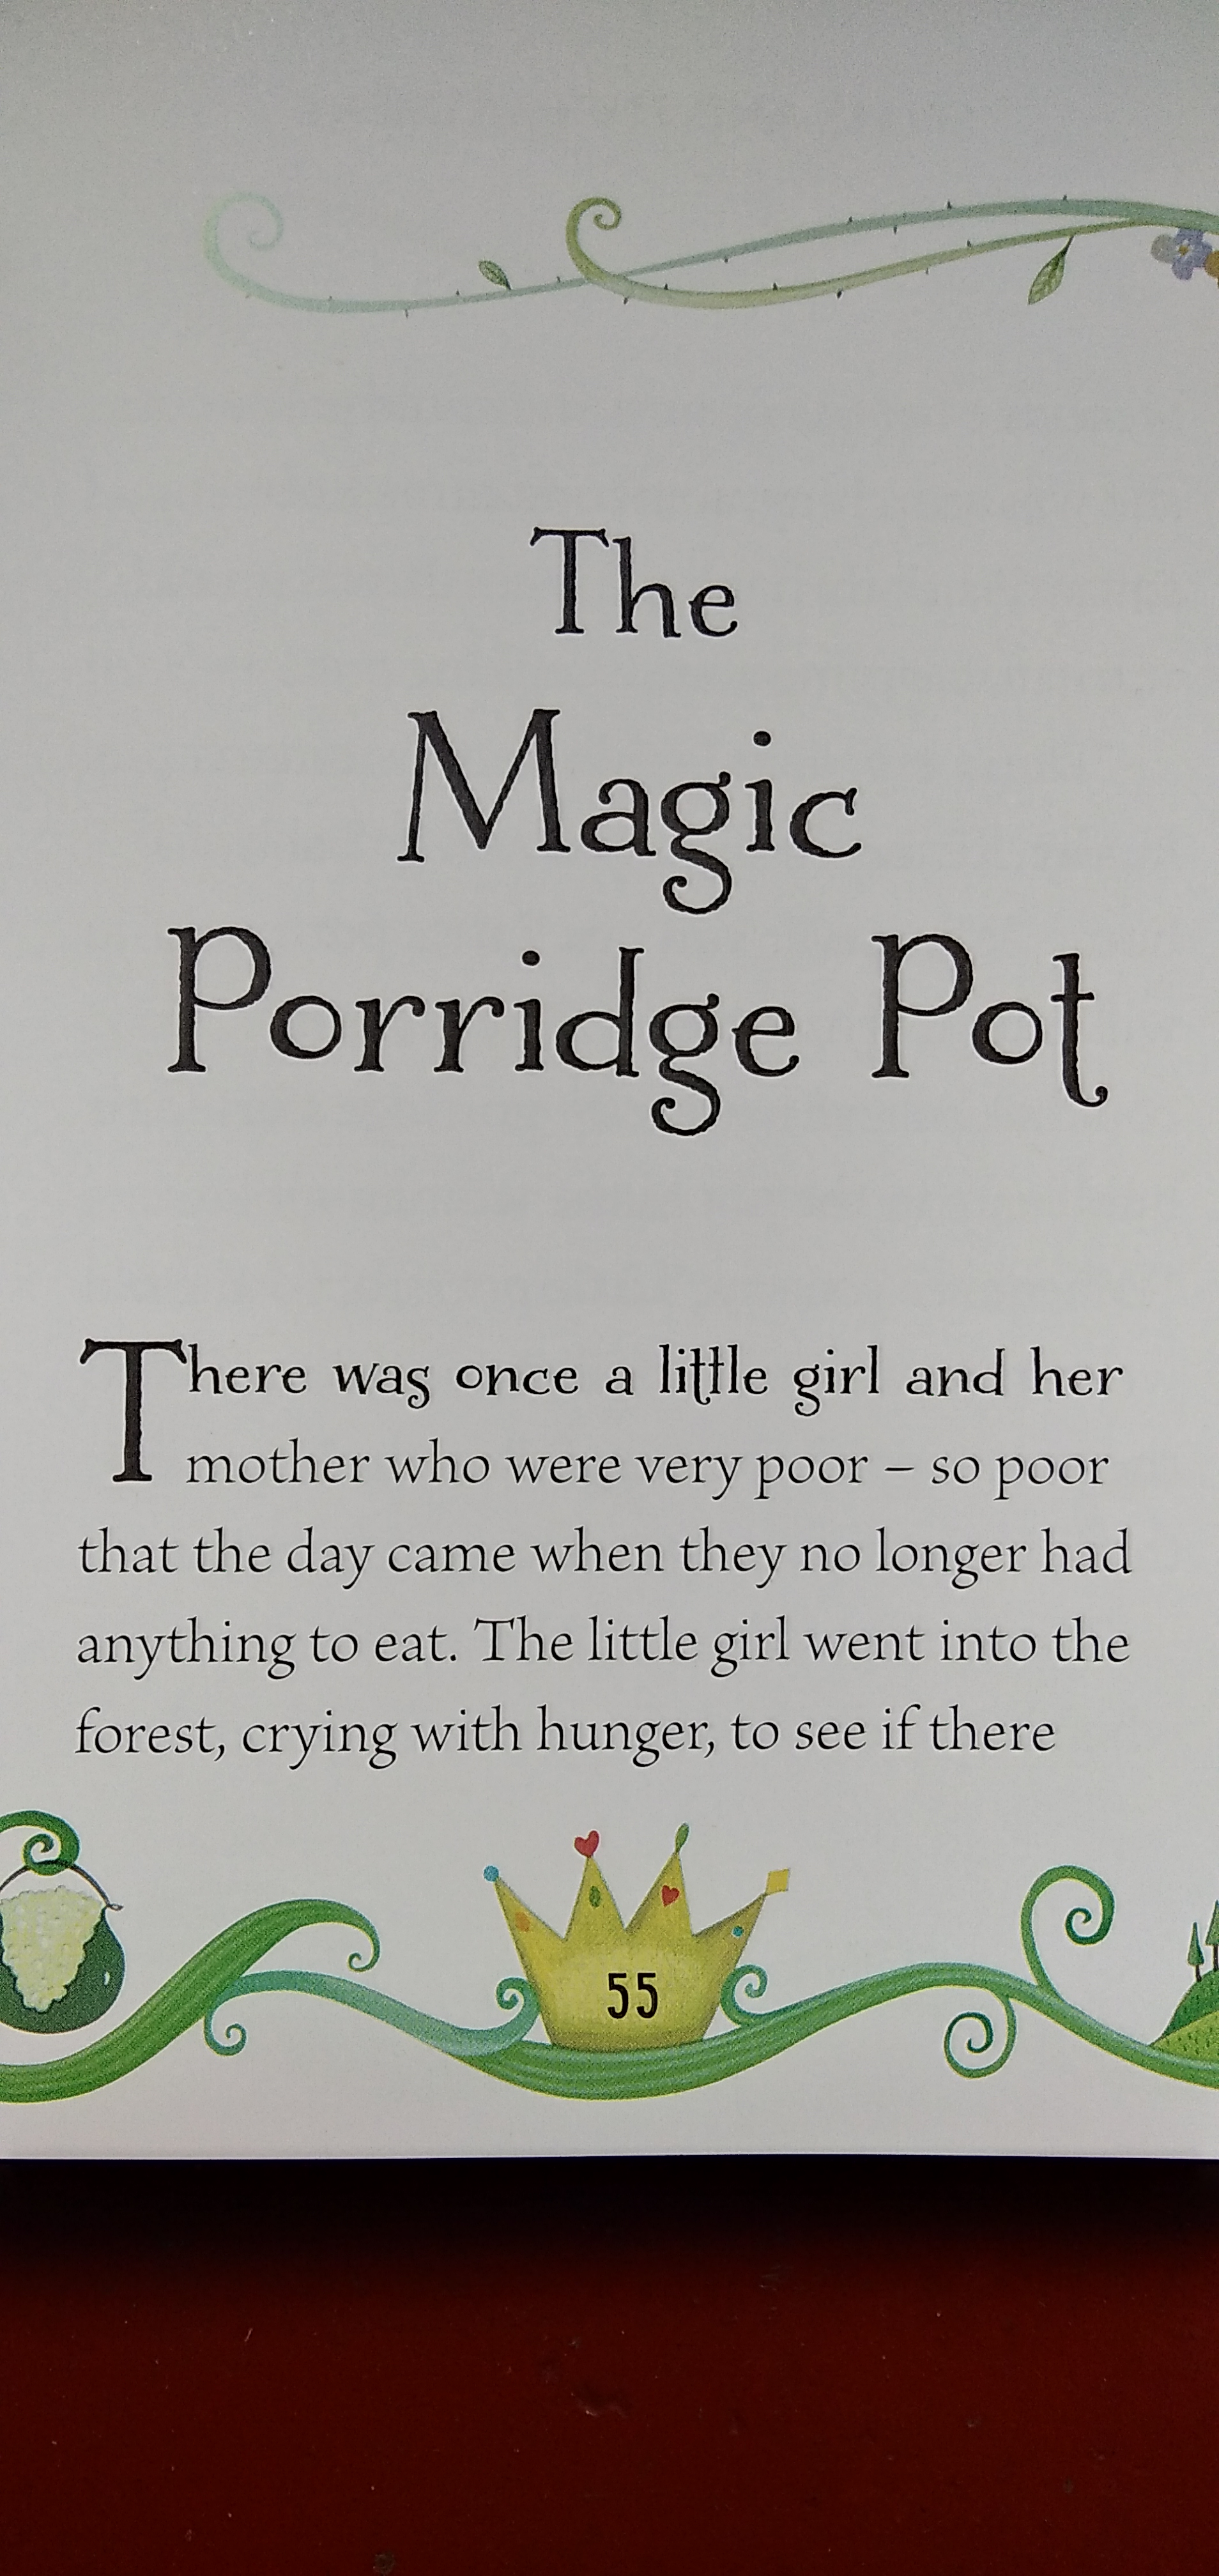 The
Magic
Porridge Pot
There was once a little girl and her
mother who were very poor – so poor
that the day came when they no longer had
anything to eat. The little girl went into the
forest, crying with hunger, to see if there
55